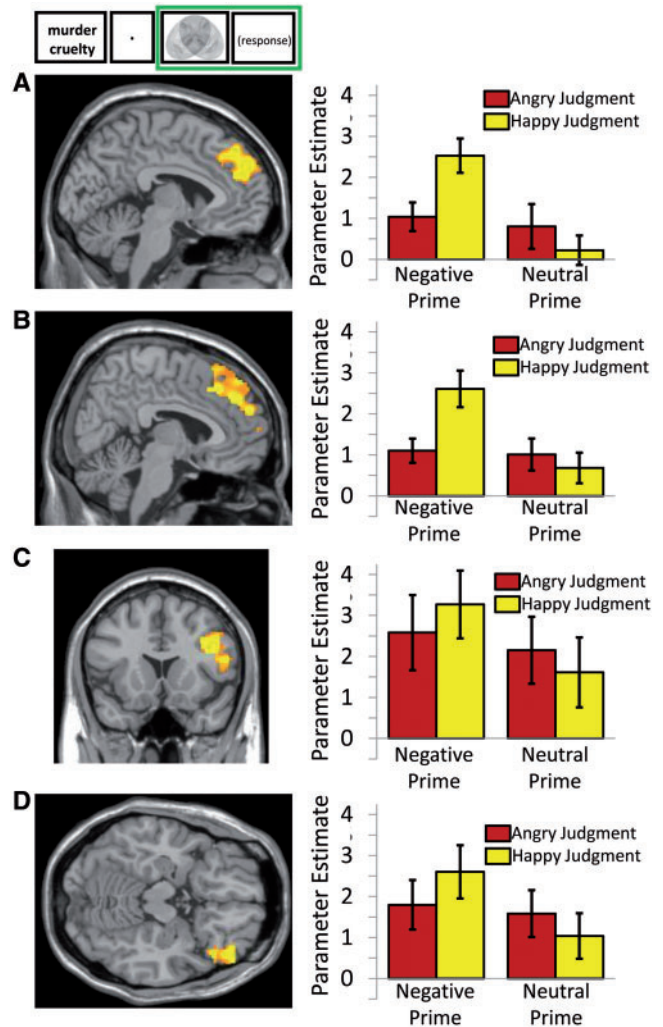 murder
cruelty
(response)
A
4
3
2
1
0
Parameter Estimate
Angry Judgment
Happy Judgment
Negative
Prime
Neutral
Prime
B
4
3
2
1
0
Parameter Estimate
Angry Judgment
Happy Judgment
Negative
Prime
Neutral
Prime
C
4
3
2
1
0
Parameter Estimate
Angry Judgment
Happy Judgment
Negative
Prime
Neutral
Prime
D
4
3
2
1
0
Parameter Estimate
Angry Judgment
Happy Judgment
Negative
Prime
Neutral
Prime